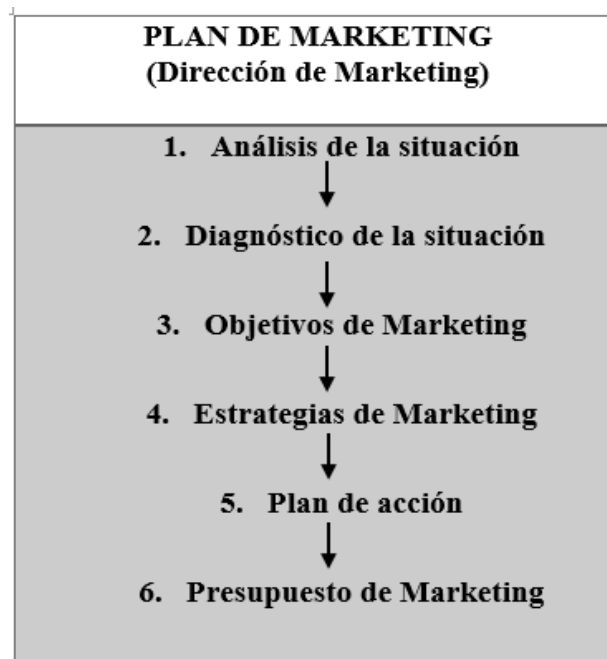 PLAN DE MARKETING
(Dirección de Marketing)
1. Análisis de la situación
2. Diagnóstico de la situación
3. Objetivos de Marketing
4. Estrategias de Marketing
5. Plan de acción
6. Presupuesto de Marketing